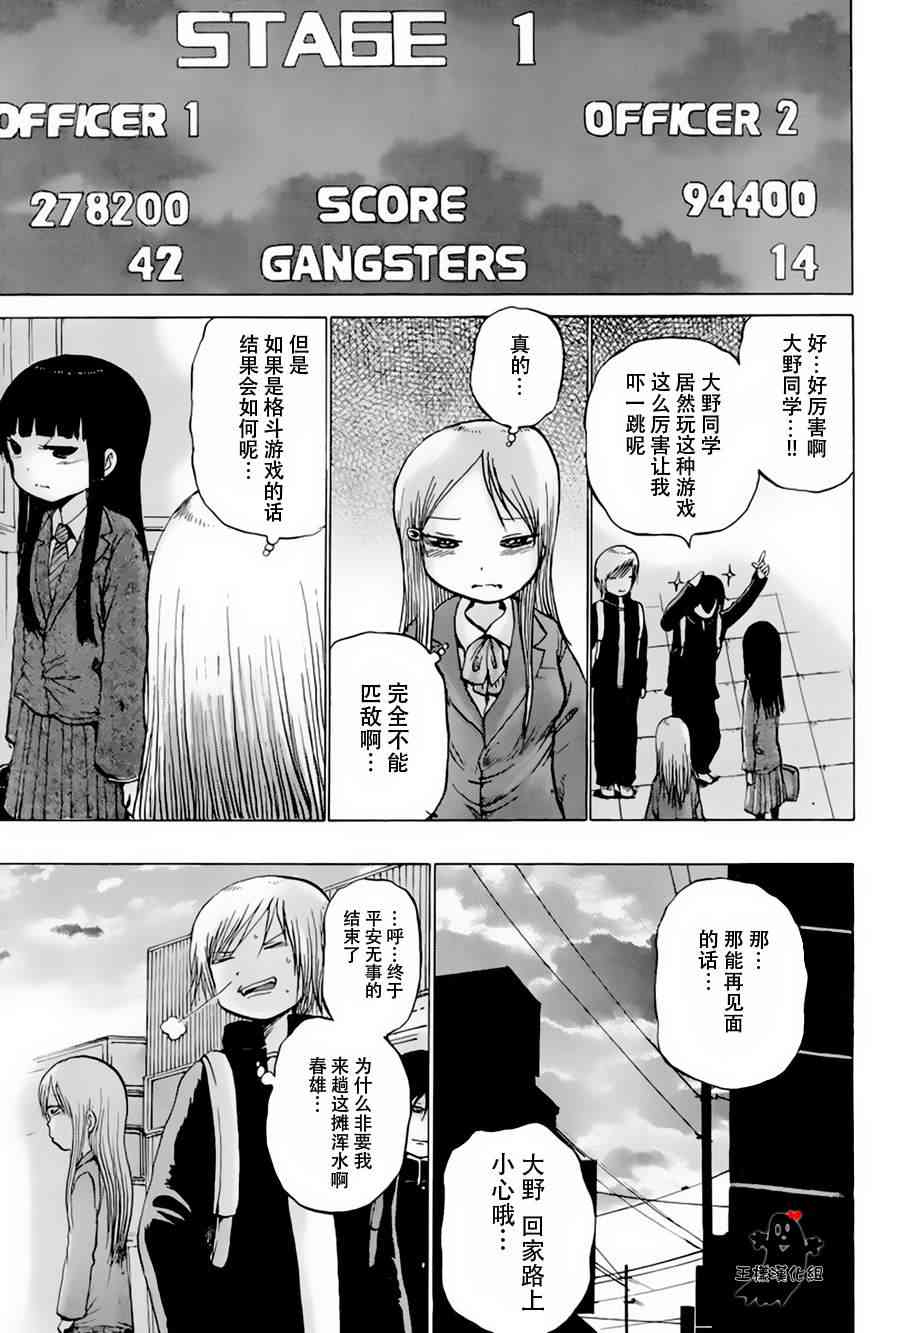 STAGE 1
OFFICER 1
OFFICER 2
278200
SCORE
94400
42
GANGSTERS
14
好…好厉害啊
大野同学…!!
大野同学
居然玩这种游戏
这么厉害让我
吓一跳呢
真的…
完全不能
匹敌啊…
但是
如果是格斗游戏的话
结果会如何呢…
那…
那能再见面
的话…
大野 回家路上
小心哦…
…呼…终于
平安无事的
结束了
为什么非要我
来趟这摊浑水啊
春雄…
王样漢化组